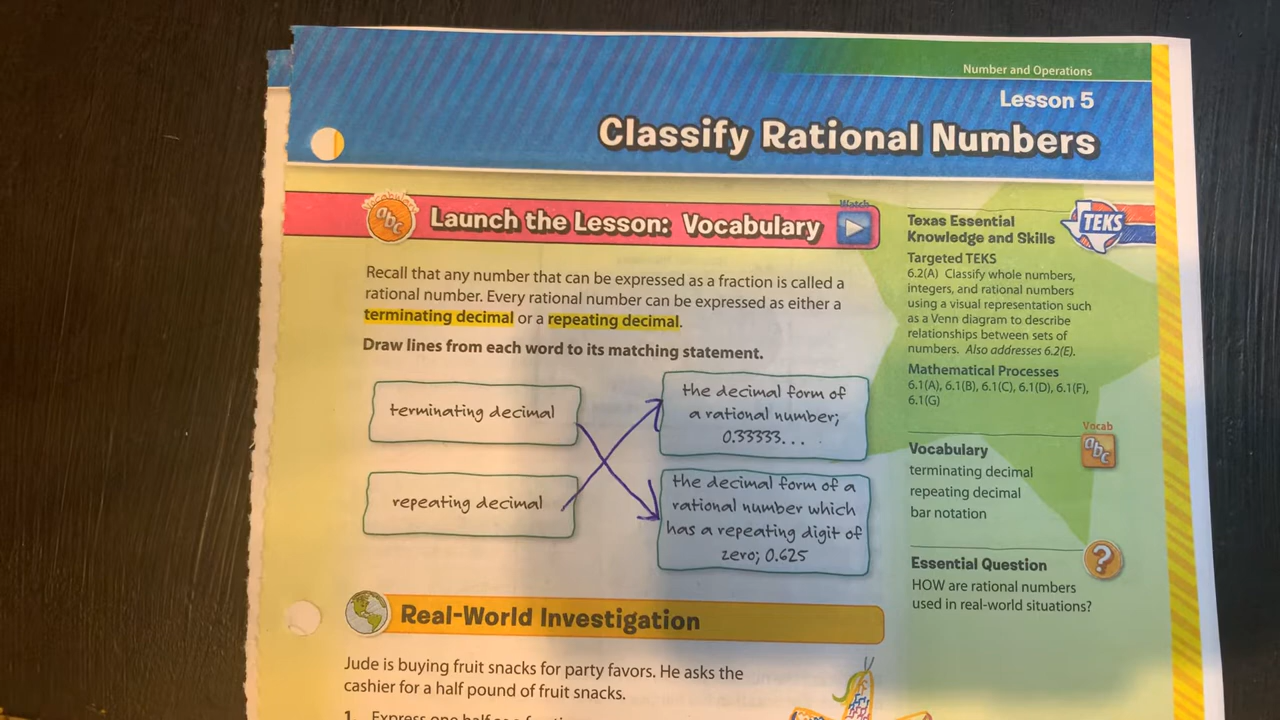 Number and Operations
Lesson 5
Classify Rational Numbers
Vocabulary
abc
Launch the Lesson: Vocabulary
Watch
Recall that any number that can be expressed as a fraction is called a
rational number. Every rational number can be expressed as either a
terminating decimal or a repeating decimal.
Draw lines from each word to its matching statement.
terminating decimal
the decimal form of
a rational number;
0.33333...
repeating decimal
the decimal form of a
rational number which
has a repeating digit of
zero; 0.625
Real-World Investigation
Jude is buying fruit snacks for party favors. He asks the
cashier for a half pound of fruit snacks.
1. Express one half as a
Texas Essential
Knowledge and Skills
TEKS
Targeted TEKS
6.2(A) Classify whole numbers,
integers, and rational numbers
using a visual representation such
as a Venn diagram to describe
relationships between sets of
numbers. Also addresses 6.2(E).
Mathematical Processes
6.1(A), 6.1(B), 6.1(C), 6.1(D), 6.1(F),
6.1(G)
Vocab
abc
Vocabulary
terminating decimal
repeating decimal
bar notation
Essential Question
?
HOW are rational numbers
used in real-world situations?